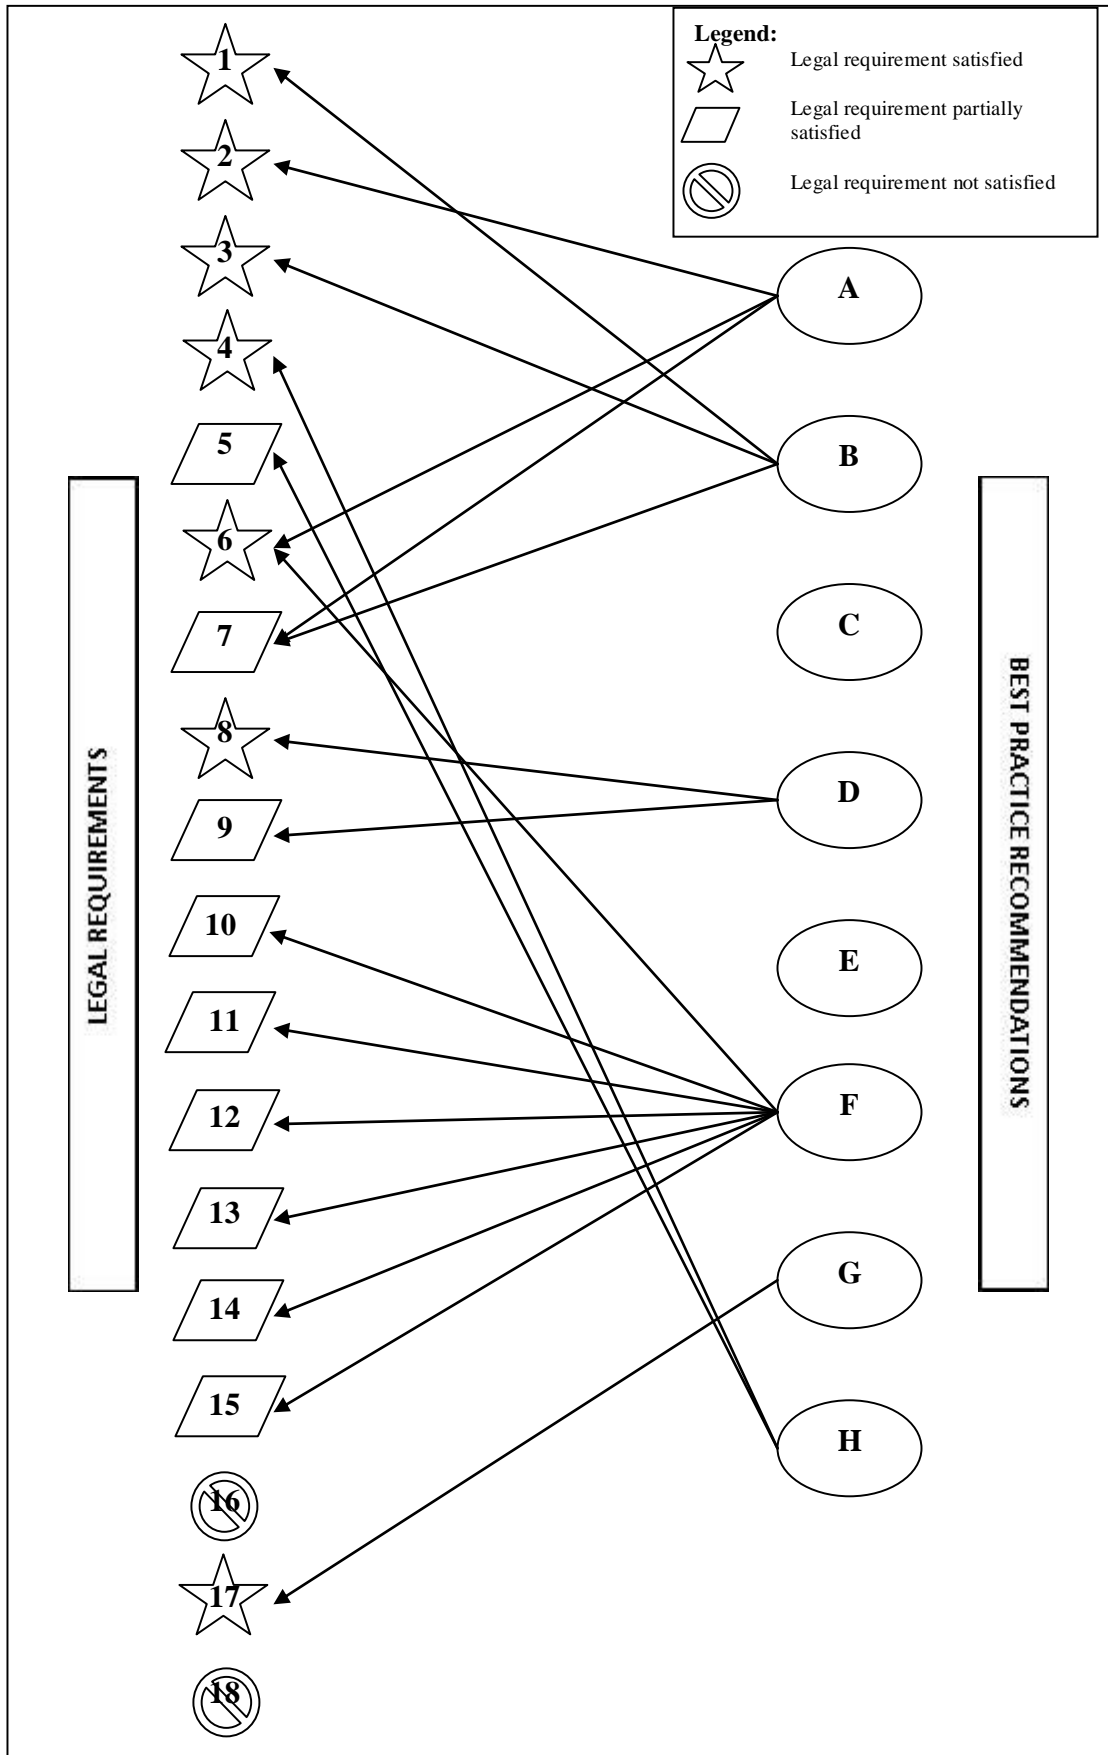 Legend:
Legal requirement satisfied
Legal requirement partially
satisfied
Legal requirement not satisfied
1
2
3
4
5
6
7
8
9
10
11
12
13
14
15
16
17
18
A
B
C
D
E
F
G
H
LEGAL REQUIREMENTS
BEST PRACTICE RECOMMENDATIONS